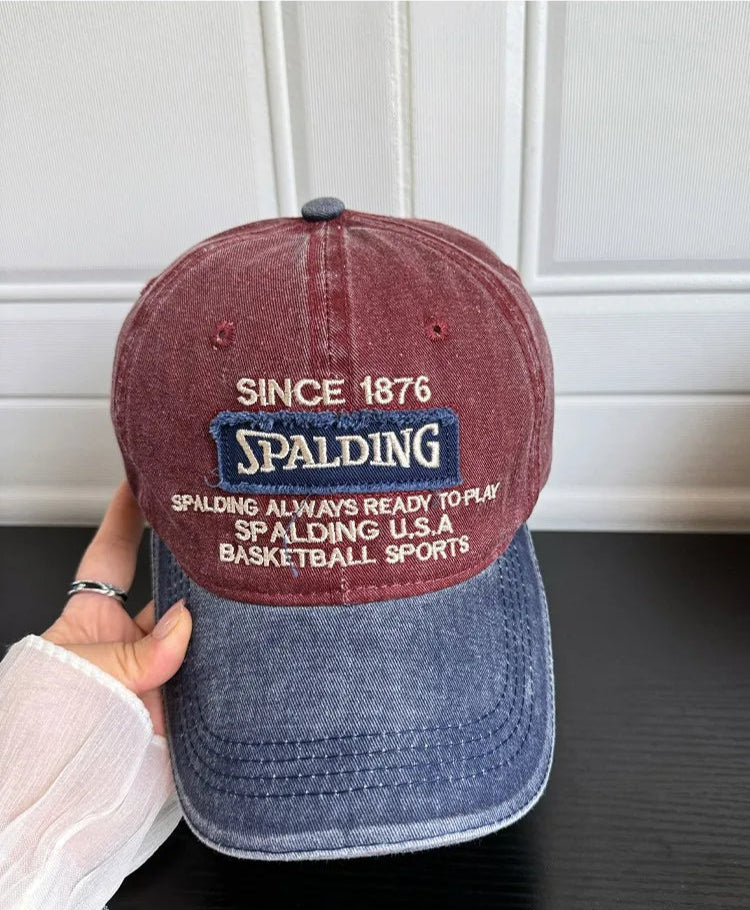 SINCE 1876
SPALDING
SPALDING ALWAYS READY TO-PLAY
SPALDING U.S.A
BASKETBALL SPORTS